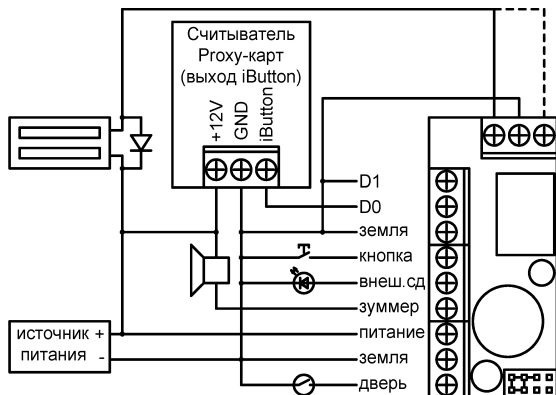 Считыватель
Proxy-карт
(выход iButton)
+12V
GND
iButton
D1
D0
земля
кнопка
внеш.сд
зуммер
источник +
питания -
питание
земля
дверь